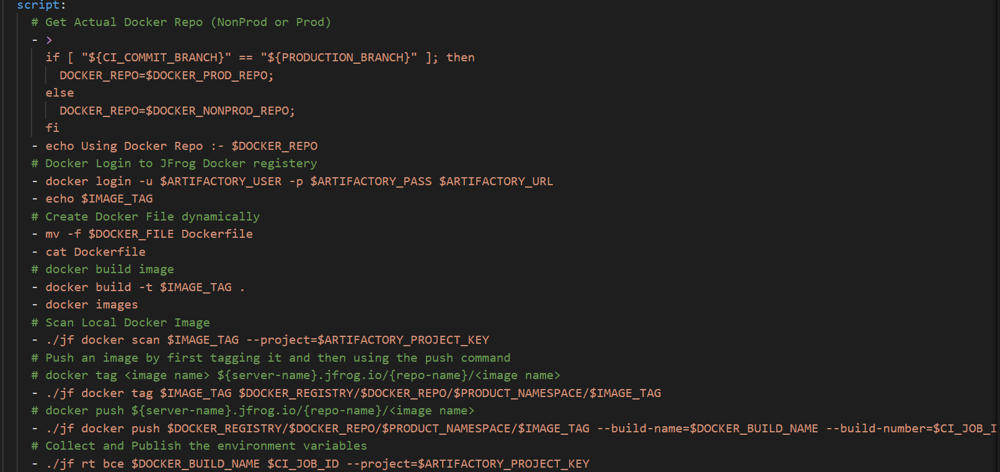 script:
# Get Actual Docker Repo (NonProd or Prod)
- >
if [ "${CI_COMMIT_BRANCH}" == "${PRODUCTION_BRANCH}" ]; then
DOCKER_REPO=$DOCKER_PROD_REPO;
else
DOCKER_REPO=$DOCKER_NONPROD_REPO;
fi
- echo Using Docker Repo :- $DOCKER_REPO
# Docker Login to JFrog Docker registery
- docker login -u $ARTIFACTORY_USER -p $ARTIFACTORY_PASS $ARTIFACTORY_URL
- echo $IMAGE_TAG
# Create Docker File dynamically
- mv -f $DOCKER_FILE Dockerfile
- cat Dockerfile
# docker build image
- docker build -t $IMAGE_TAG .
- docker images
# Scan Local Docker Image
- ./jf docker scan $IMAGE_TAG --project=$ARTIFACTORY_PROJECT_KEY
# Push an image by first tagging it and then using the push command
# docker tag <image name> ${server-name}.jfrog.io/{repo-name}/<image name>
- ./jf docker tag $IMAGE_TAG $DOCKER_REGISTRY/$DOCKER_REPO/$PRODUCT_NAMESPACE/$IMAGE_TAG
# docker push ${server-name}.jfrog.io/{repo-name}/<image name>
- ./jf docker push $DOCKER_REGISTRY/$DOCKER_REPO/$PRODUCT_NAMESPACE/$IMAGE_TAG --build-name=$DOCKER_BUILD_NAME --build-number=$CI_JOB_I
# Collect and Publish the environment variables
- ./jf rt bce $DOCKER_BUILD_NAME $CI_JOB_ID --project=$ARTIFACTORY_PROJECT_KEY